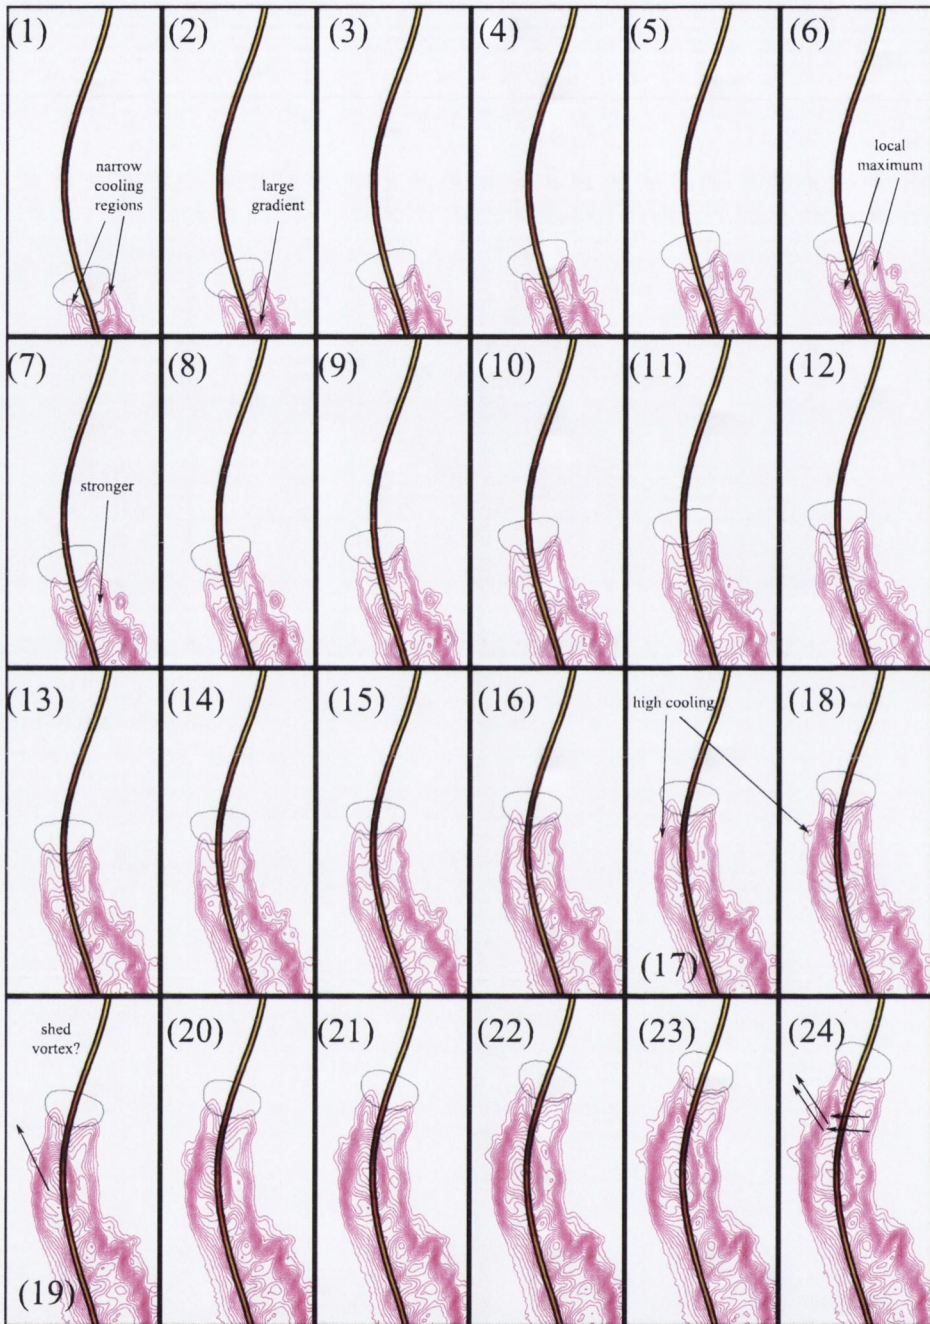 (1)
narrow
cooling
regions
(2)
large
gradient
(3)
(4)
(5)
(6)
local
maximum
(7)
stronger
(8)
(9)
(10)
(11)
(12)
(13)
(14)
(15)
(16)
high cooling
(17)
(18)
shed
vortex?
(19)
(20)
(21)
(22)
(23)
(24)